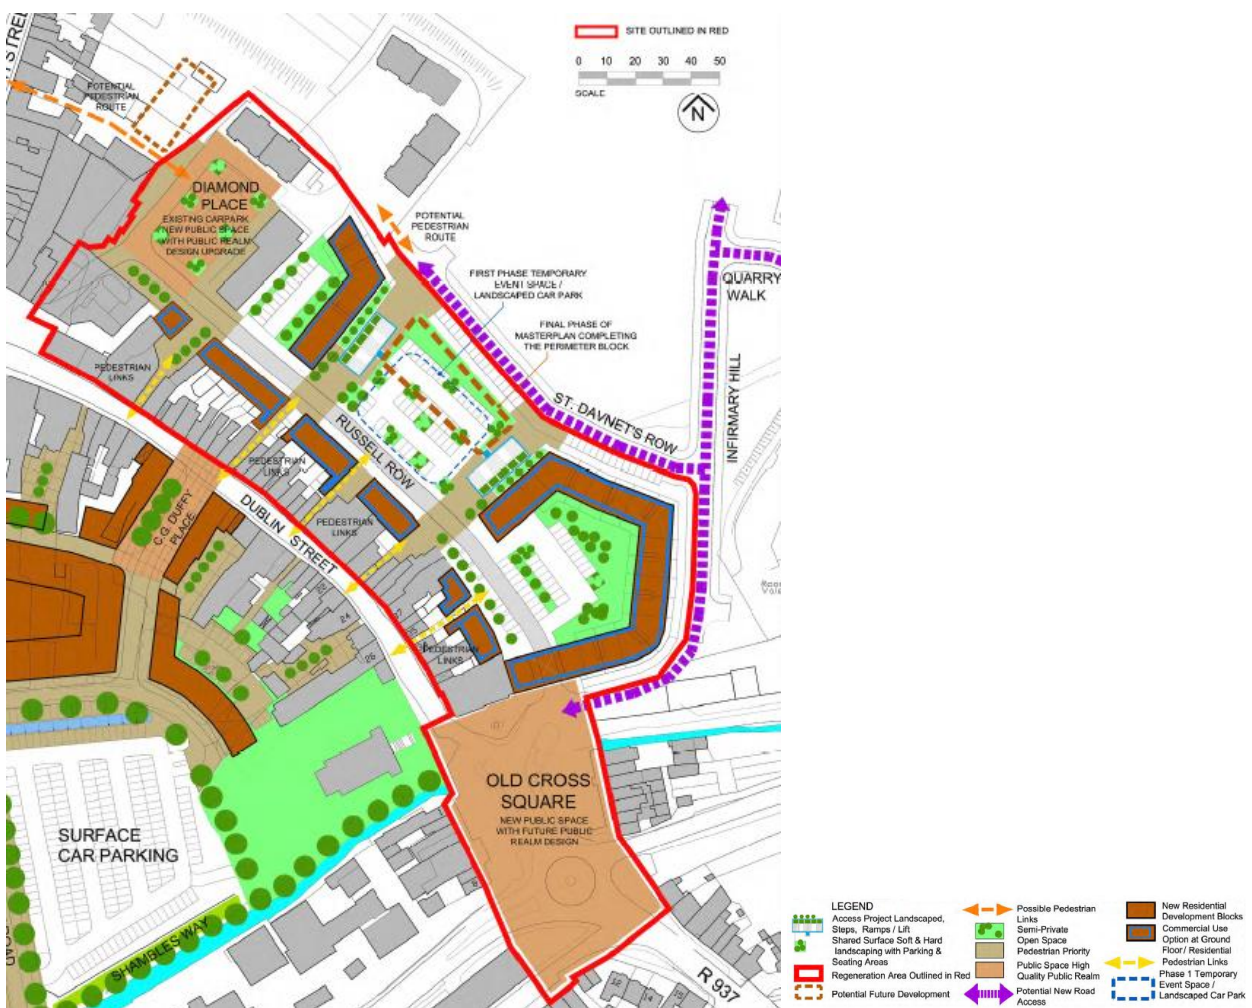 SITE OUTLINED IN RED
0 10 20 30 40 50
SCALE
N
POTENTIAL
PEDESTRIAN
ROUTE
DIAMOND
PLACE
EXISTING CARPARK
NEW PUBLIC SPACE
WITH PUBLIC REALM
DESIGN UPGRADE
POTENTIAL
PEDESTRIAN
ROUTE
FIRST PHASE TEMPORARY
EVENT SPACE /
LANDSCAPED CAR PARK
FINAL PHASE OF
MASTERPLAN COMPLETING
THE PERIMETER BLOCK
QUARRY
WALK
INFIRMARY HILL
ST. DAVNET'S ROW
PEDESTRIAN
LINKS
RUSSELL ROW
PEDESTRIAN
LINKS
PEDESTRIAN
LINKS
DUBLIN STREET
C.G. DUFFY
PLACE
24
26
PEDESTRIAN
LINKS
OLD CROSS
SQUARE
NEW PUBLIC SPACE
WITH FUTURE PUBLIC
REALM DESIGN
SURFACE
CAR PARKING
SHAMBLES WAY
ROAD
R 937
12
14
LEGEND
Access Project Landscaped,
Steps, Ramps / Lift
Shared Surface Soft & Hard
landscaping with Parking &
Seating Areas
Regeneration Area Outlined in Red
Potential Future Development
Possible Pedestrian
Links
Semi-Private
Open Space
Pedestrian Priority
Public Space High
Quality Public Realm
Potential New Road
Access
New Residential
Development Blocks
Commercial Use
Option at Ground
Floor / Residential
Pedestrian Links
Phase 1 Temporary
Event Space /
Landscaped Car Park